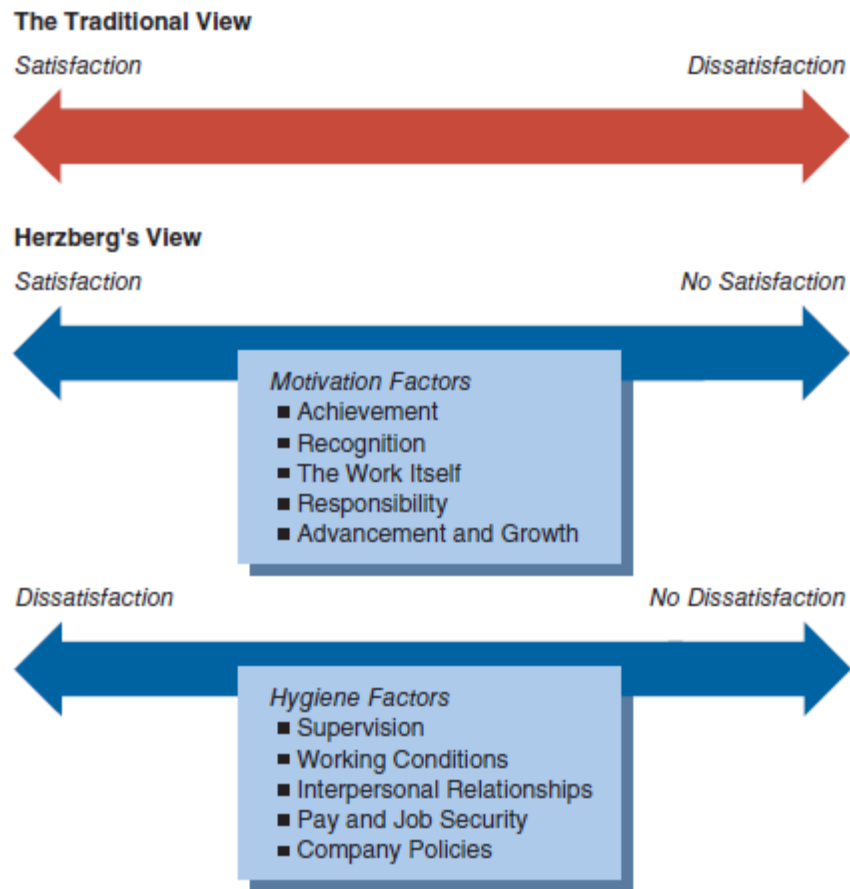 The Traditional View
Satisfaction Dissatisfaction
Herzberg's View
Satisfaction No Satisfaction
Motivation Factors
■ Achievement
■ Recognition
■ The Work Itself
■ Responsibility
■ Advancement and Growth
Dissatisfaction No Dissatisfaction
Hygiene Factors
■ Supervision
■ Working Conditions
■ Interpersonal Relationships
■ Pay and Job Security
■ Company Policies